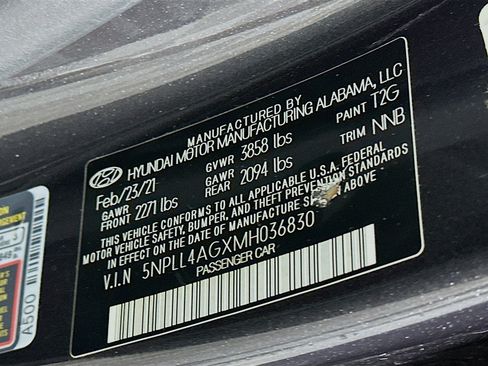 MANUFACTURED BY
HYUNDAI MOTOR MANUFACTURING ALABAMA, LLC
Feb/23/21 GVWR 3858 lbs PAINT T2G
GAWR FRONT 2271 lbs GAWR REAR 2094 lbs TRIM NNB
THIS VEHICLE CONFORMS TO ALL APPLICABLE U.S.A. FEDERAL
MOTOR VEHICLE SAFETY, BUMPER, AND THEFT PREVENTION STANDARDS
IN EFFECT ON THE DATE OF MANUFACTURE SHOWN ABOVE
V.I.N 5NPLL4AGXMH036830
PASSENGER CAR
A500